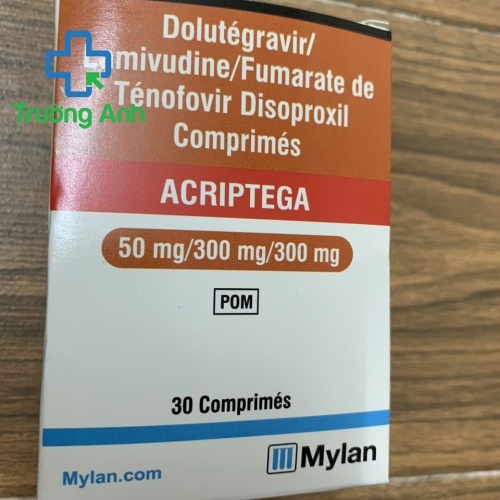 Dolutégravir/
mivudine/Fumarate de
Ténofovir Disoproxil
Comprimés
Trường Anh
ACRIPTEGA
50 mg/300 mg/300 mg
POM
30 Comprimés
Mylan.com
Mylan